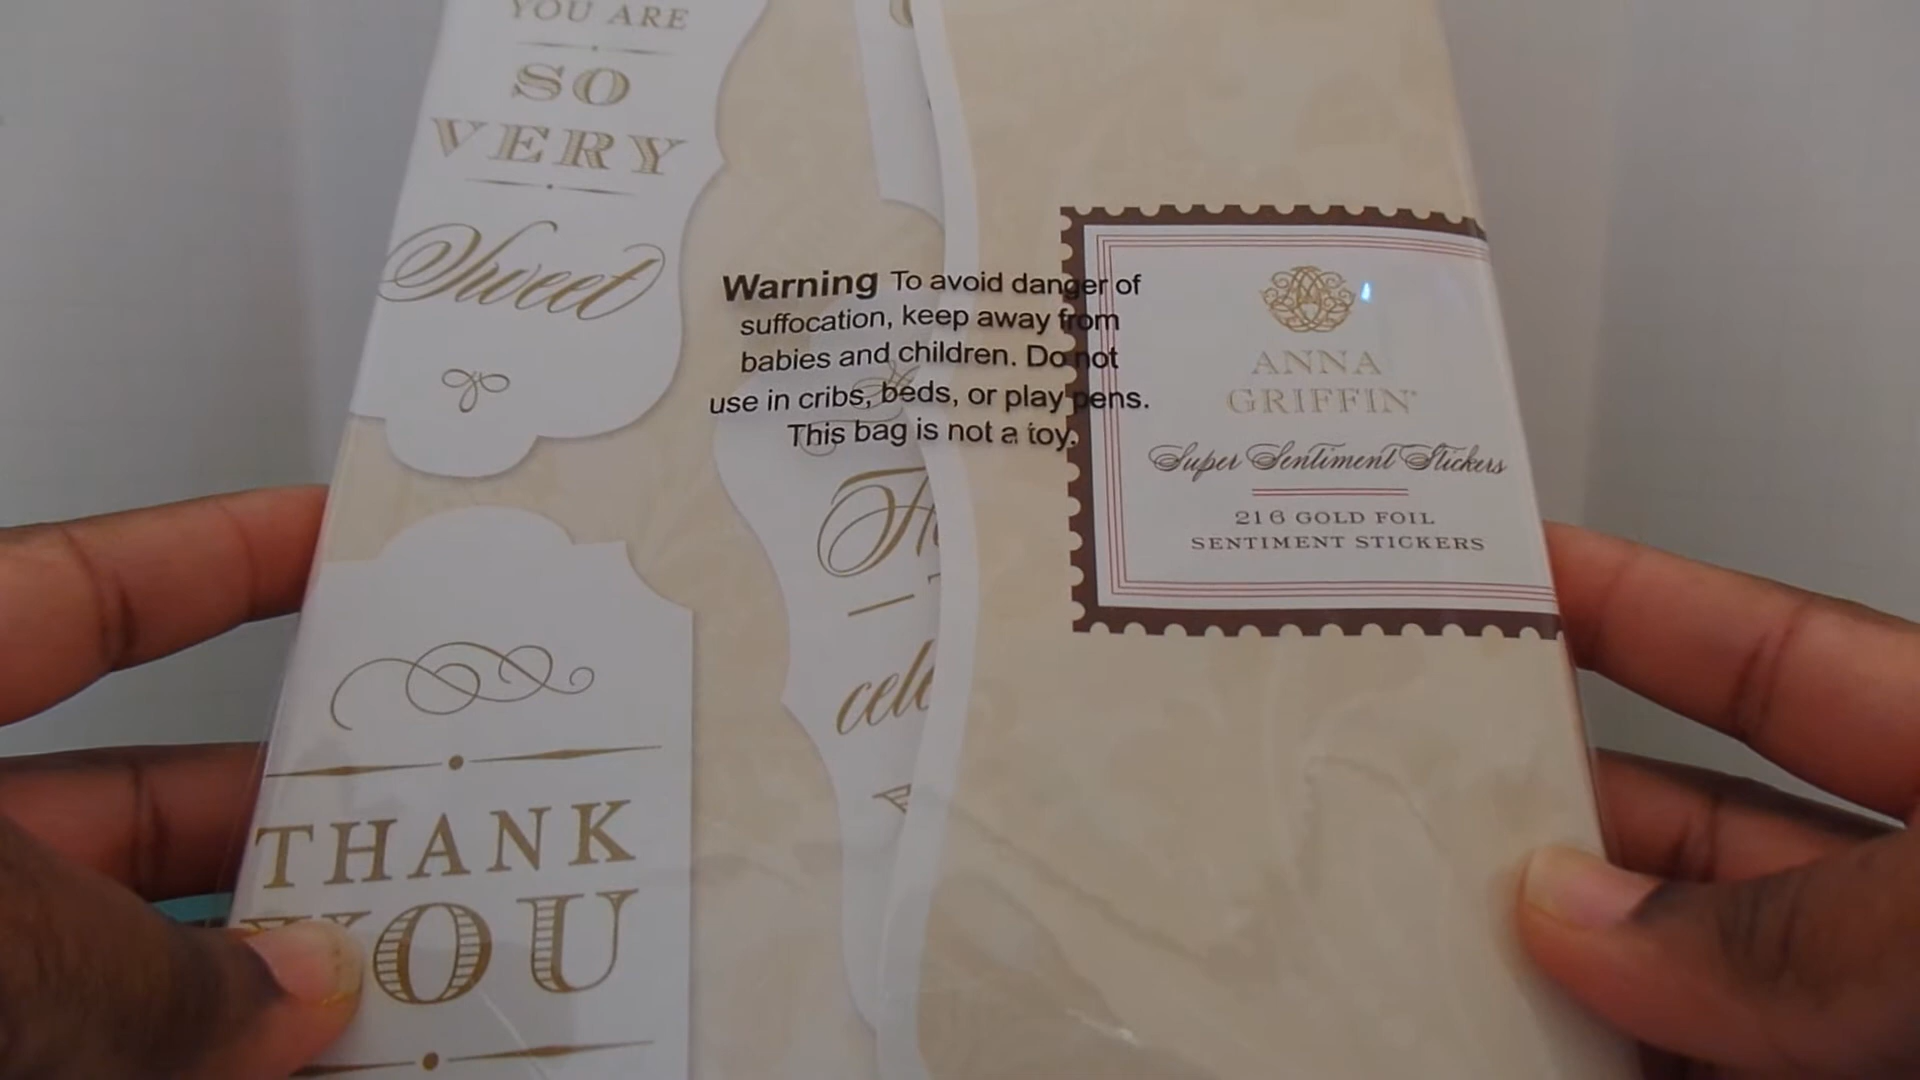 YOU ARE
SO
VERY
Sweet
THANK
YOU
Warning To avoid danger of
suffocation, keep away from
babies and children. Do not
use in cribs, beds, or play pens.
This bag is not a toy.
ANNA
GRIFFIN
Super Sentiment Stickers
216 GOLD FOIL
SENTIMENT STICKERS